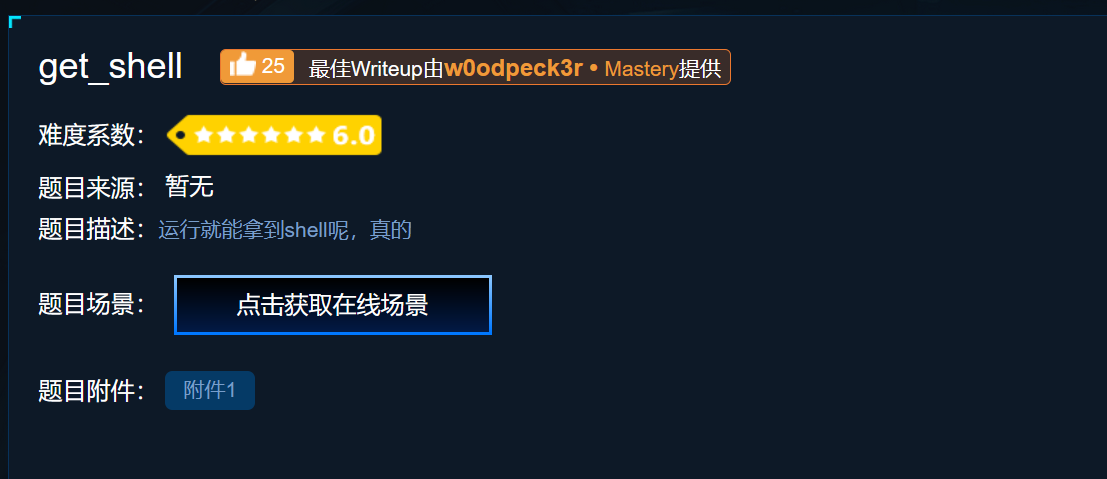 get_shell 25 最佳Writeup由w0odpeck3r • Mastery提供
难度系数： 6.0
题目来源： 暂无
题目描述：运行就能拿到shell呢，真的
题目场景： 点击获取在线场景
题目附件： 附件1